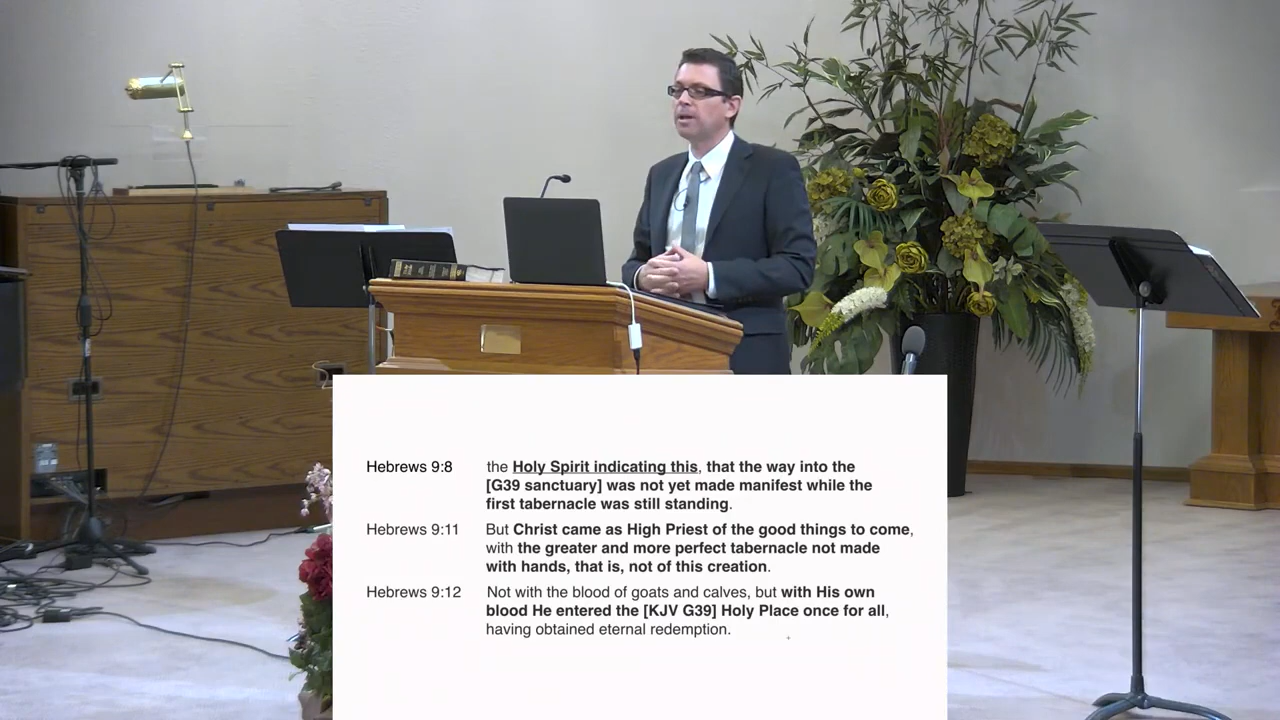 Hebrews 9:8 the Holy Spirit indicating this, that the way into the
[G39 sanctuary] was not yet made manifest while the
first tabernacle was still standing.
Hebrews 9:11 But Christ came as High Priest of the good things to come,
with the greater and more perfect tabernacle not made
with hands, that is, not of this creation.
Hebrews 9:12 Not with the blood of goats and calves, but with His own
blood He entered the [KJV G39] Holy Place once for all,
having obtained eternal redemption.